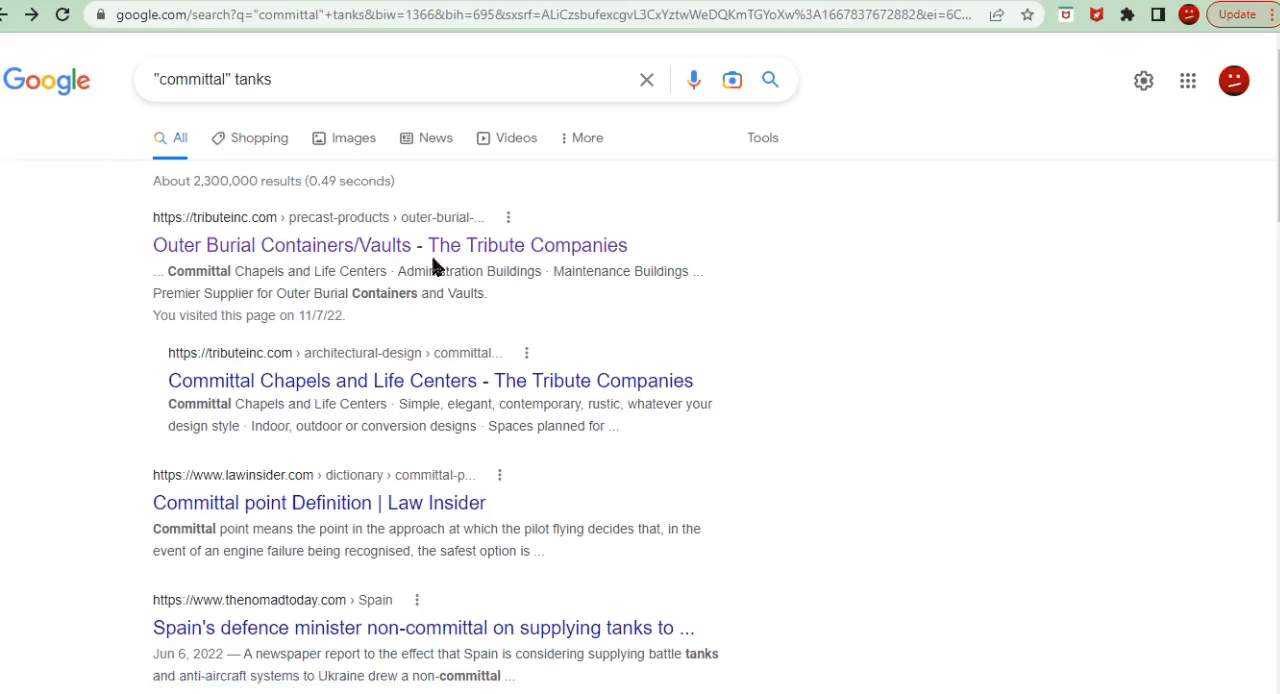 google.com/search?q="committal"+tanks&biw=1366&bih=695&sxsrf=ALiCzsbufexcgvL3CxYztwWeDQKmTGYoXw%3A1667837672882&ei=6C...
Update
Google
"committal" tanks
All Shopping Images News Videos More Tools
About 2,300,000 results (0.49 seconds)
https://tributeinc.com › precast-products › outer-burial-...
Outer Burial Containers/Vaults - The Tribute Companies
... Committal Chapels and Life Centers · Administration Buildings · Maintenance Buildings ...
Premier Supplier for Outer Burial Containers and Vaults.
You visited this page on 11/7/22.
https://tributeinc.com › architectural-design › committal...
Committal Chapels and Life Centers - The Tribute Companies
Committal Chapels and Life Centers · Simple, elegant, contemporary, rustic, whatever your
design style · Indoor, outdoor or conversion designs · Spaces planned for ...
https://www.lawinsider.com › dictionary › committal-p...
Committal point Definition | Law Insider
Committal point means the point in the approach at which the pilot flying decides that, in the
event of an engine failure being recognised, the safest option is ...
https://www.thenomadtoday.com › Spain
Spain's defence minister non-committal on supplying tanks to ...
Jun 6, 2022 — A newspaper report to the effect that Spain is considering supplying battle tanks
and anti-aircraft systems to Ukraine drew a non-committal ...